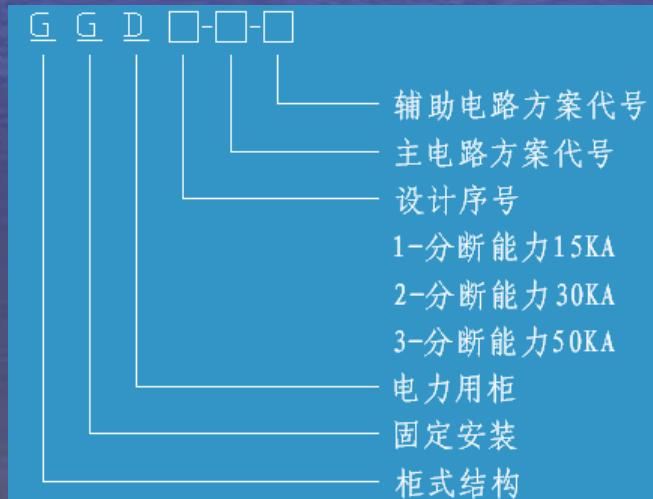 GGD□-□-□
辅助电路方案代号
主电路方案代号
设计序号
1-分断能力15KA
2-分断能力30KA
3-分断能力50KA
电力用柜
固定安装
柜式结构